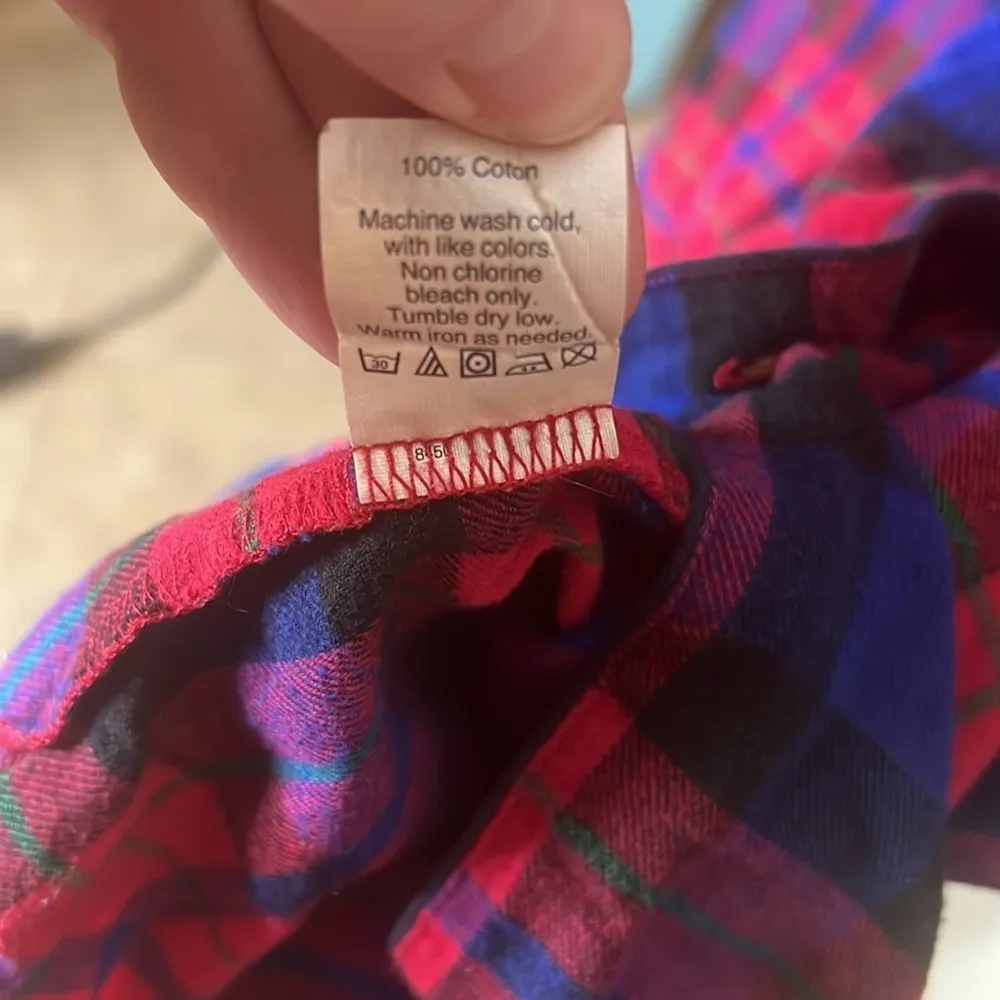 100% Coton
Machine wash cold,
with like colors.
Non chlorine
bleach only.
Tumble dry low.
Warm iron as needed.
30